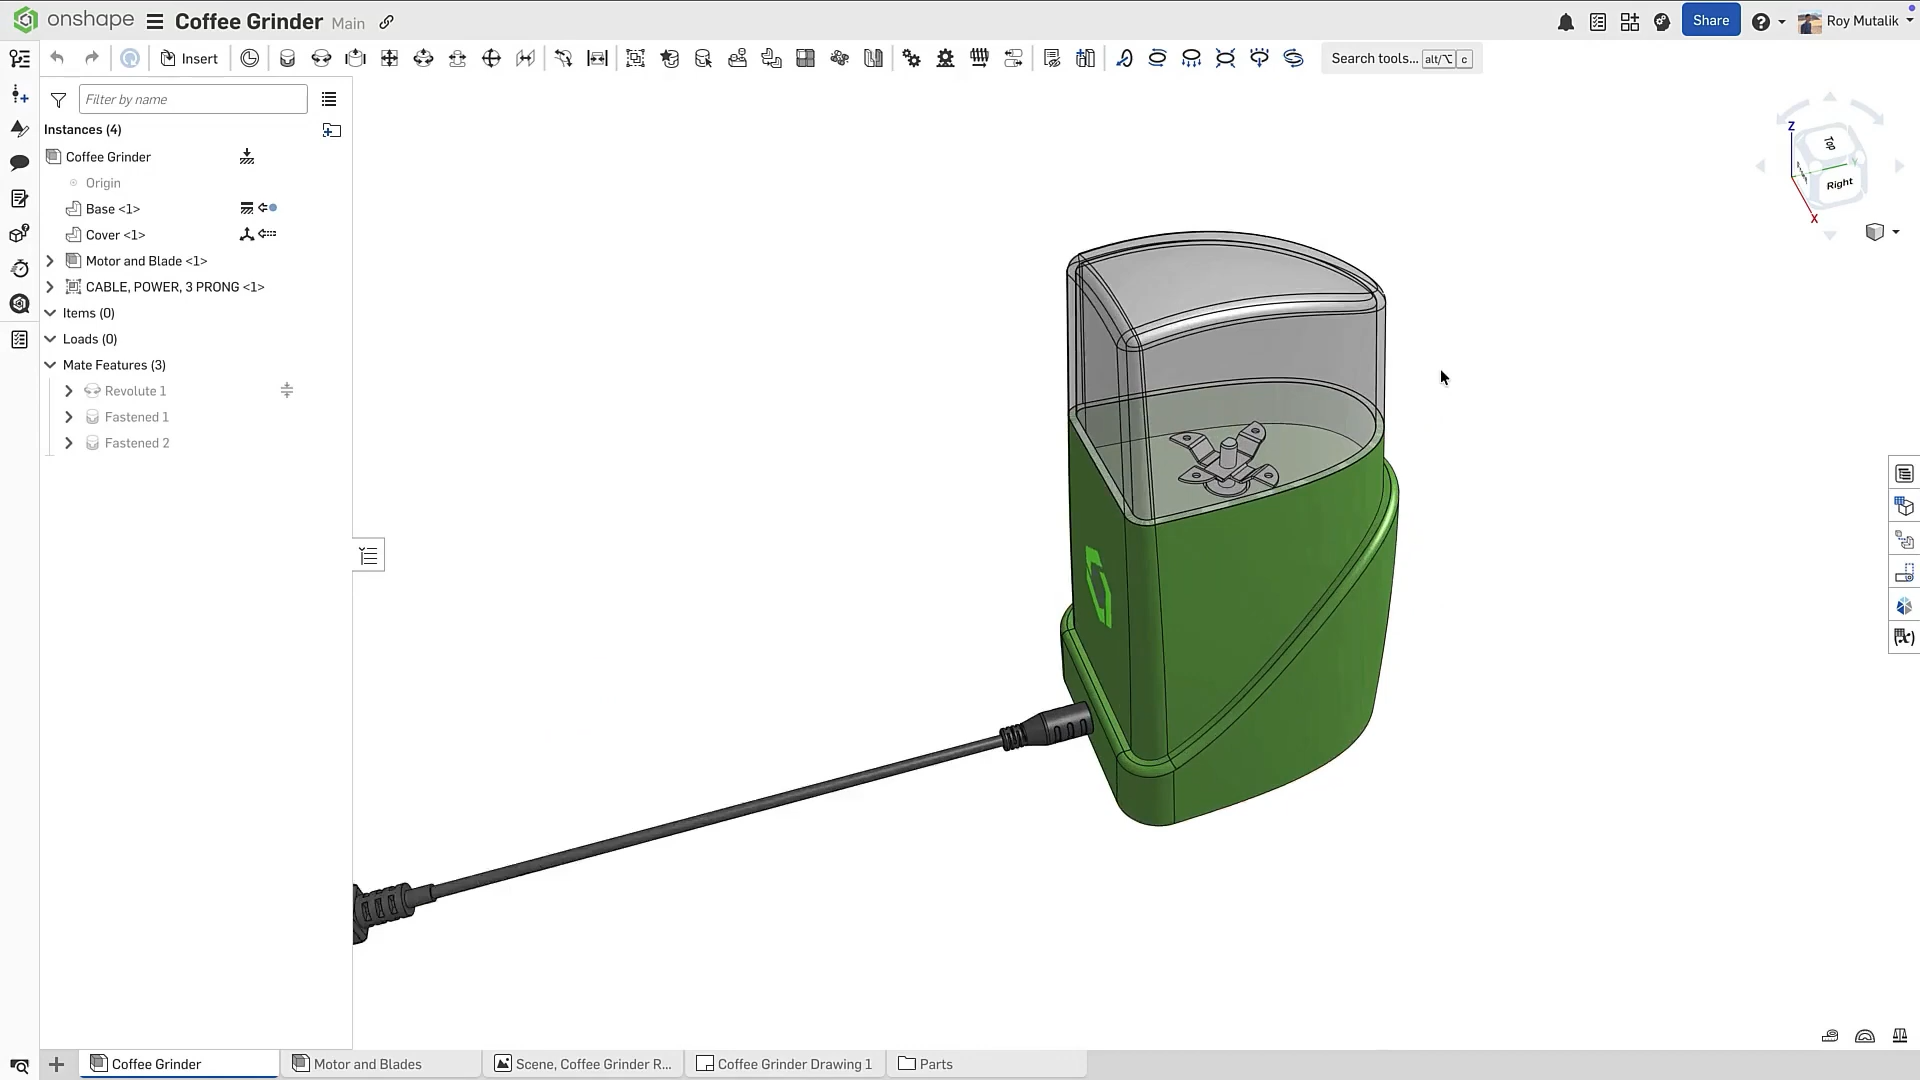 onshape Coffee Grinder Main Share Roy Mutalik
Insert Search tools... alt/⌥ c
Filter by name
Instances (4)
Coffee Grinder
Origin
Base <1>
Cover <1>
Motor and Blade <1>
CABLE, POWER, 3 PRONG <1>
Items (0)
Loads (0)
Mate Features (3)
Revolute 1
Fastened 1
Fastened 2
Z
Top
Y
Right
X
(x)
Coffee Grinder Motor and Blades Scene, Coffee Grinder R... Coffee Grinder Drawing 1 Parts